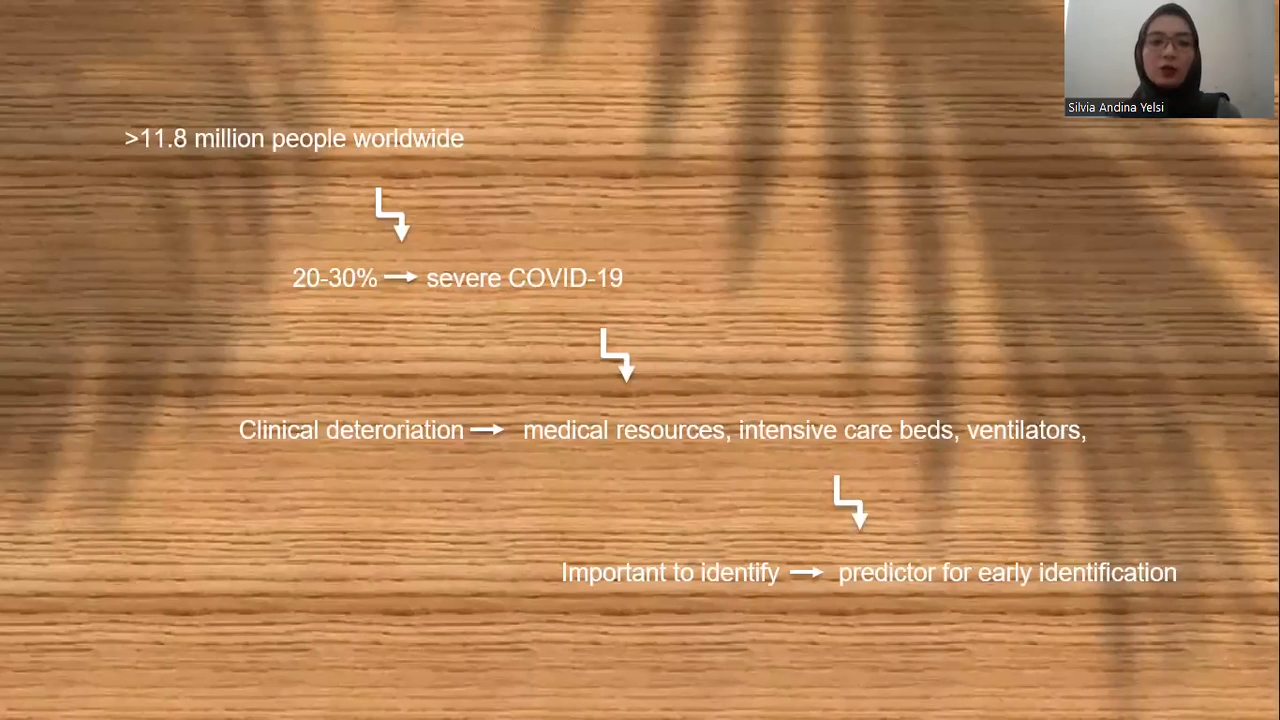 Silvia Andina Yelsi
>11.8 million people worldwide
20-30% → severe COVID-19
Clinical deteroriation → medical resources, intensive care beds, ventilators,
Important to identify → predictor for early identification